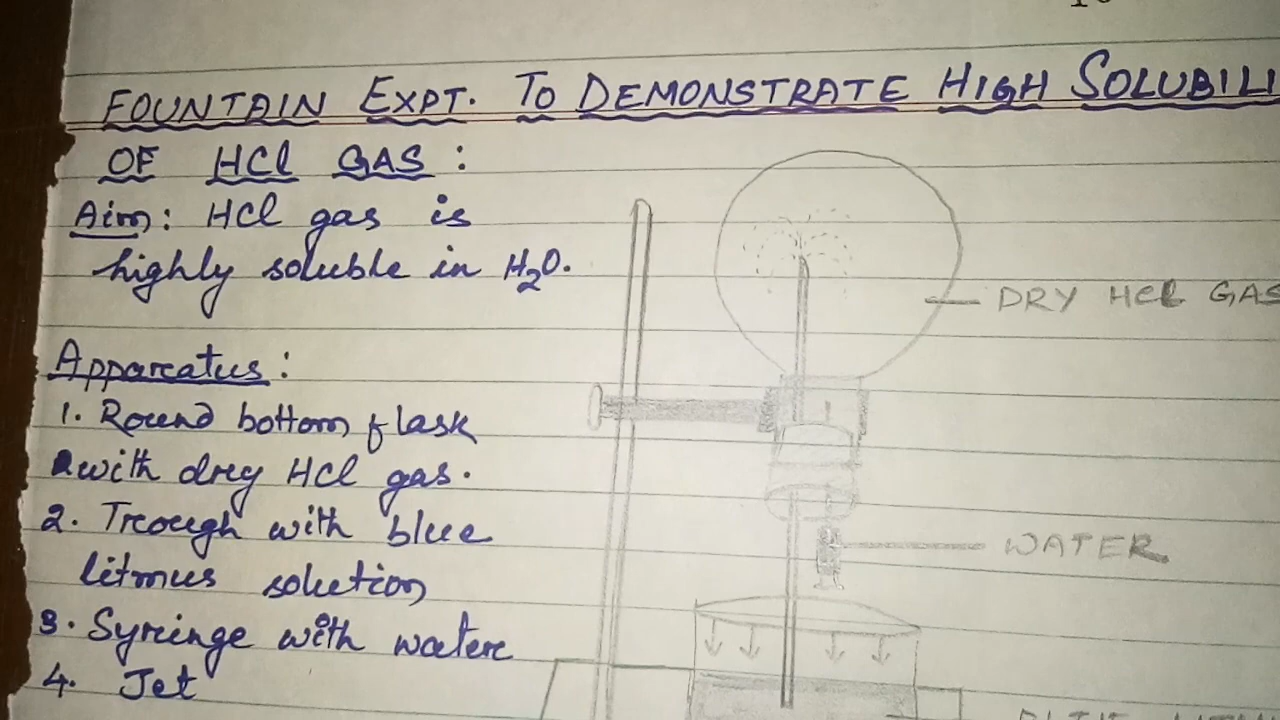 FOUNTAIN EXPT. TO DEMONSTRATE HIGH SOLUBILI
OF HCl GAS :
Aim: HCl gas is
highly soluble in H₂O.
DRY HCl GAS
Apparatus :
1. Round bottom flask
with dry HCl gas.
2. Trough with blue
litmus solution
WATER
3. Syringe with water
4. Jet